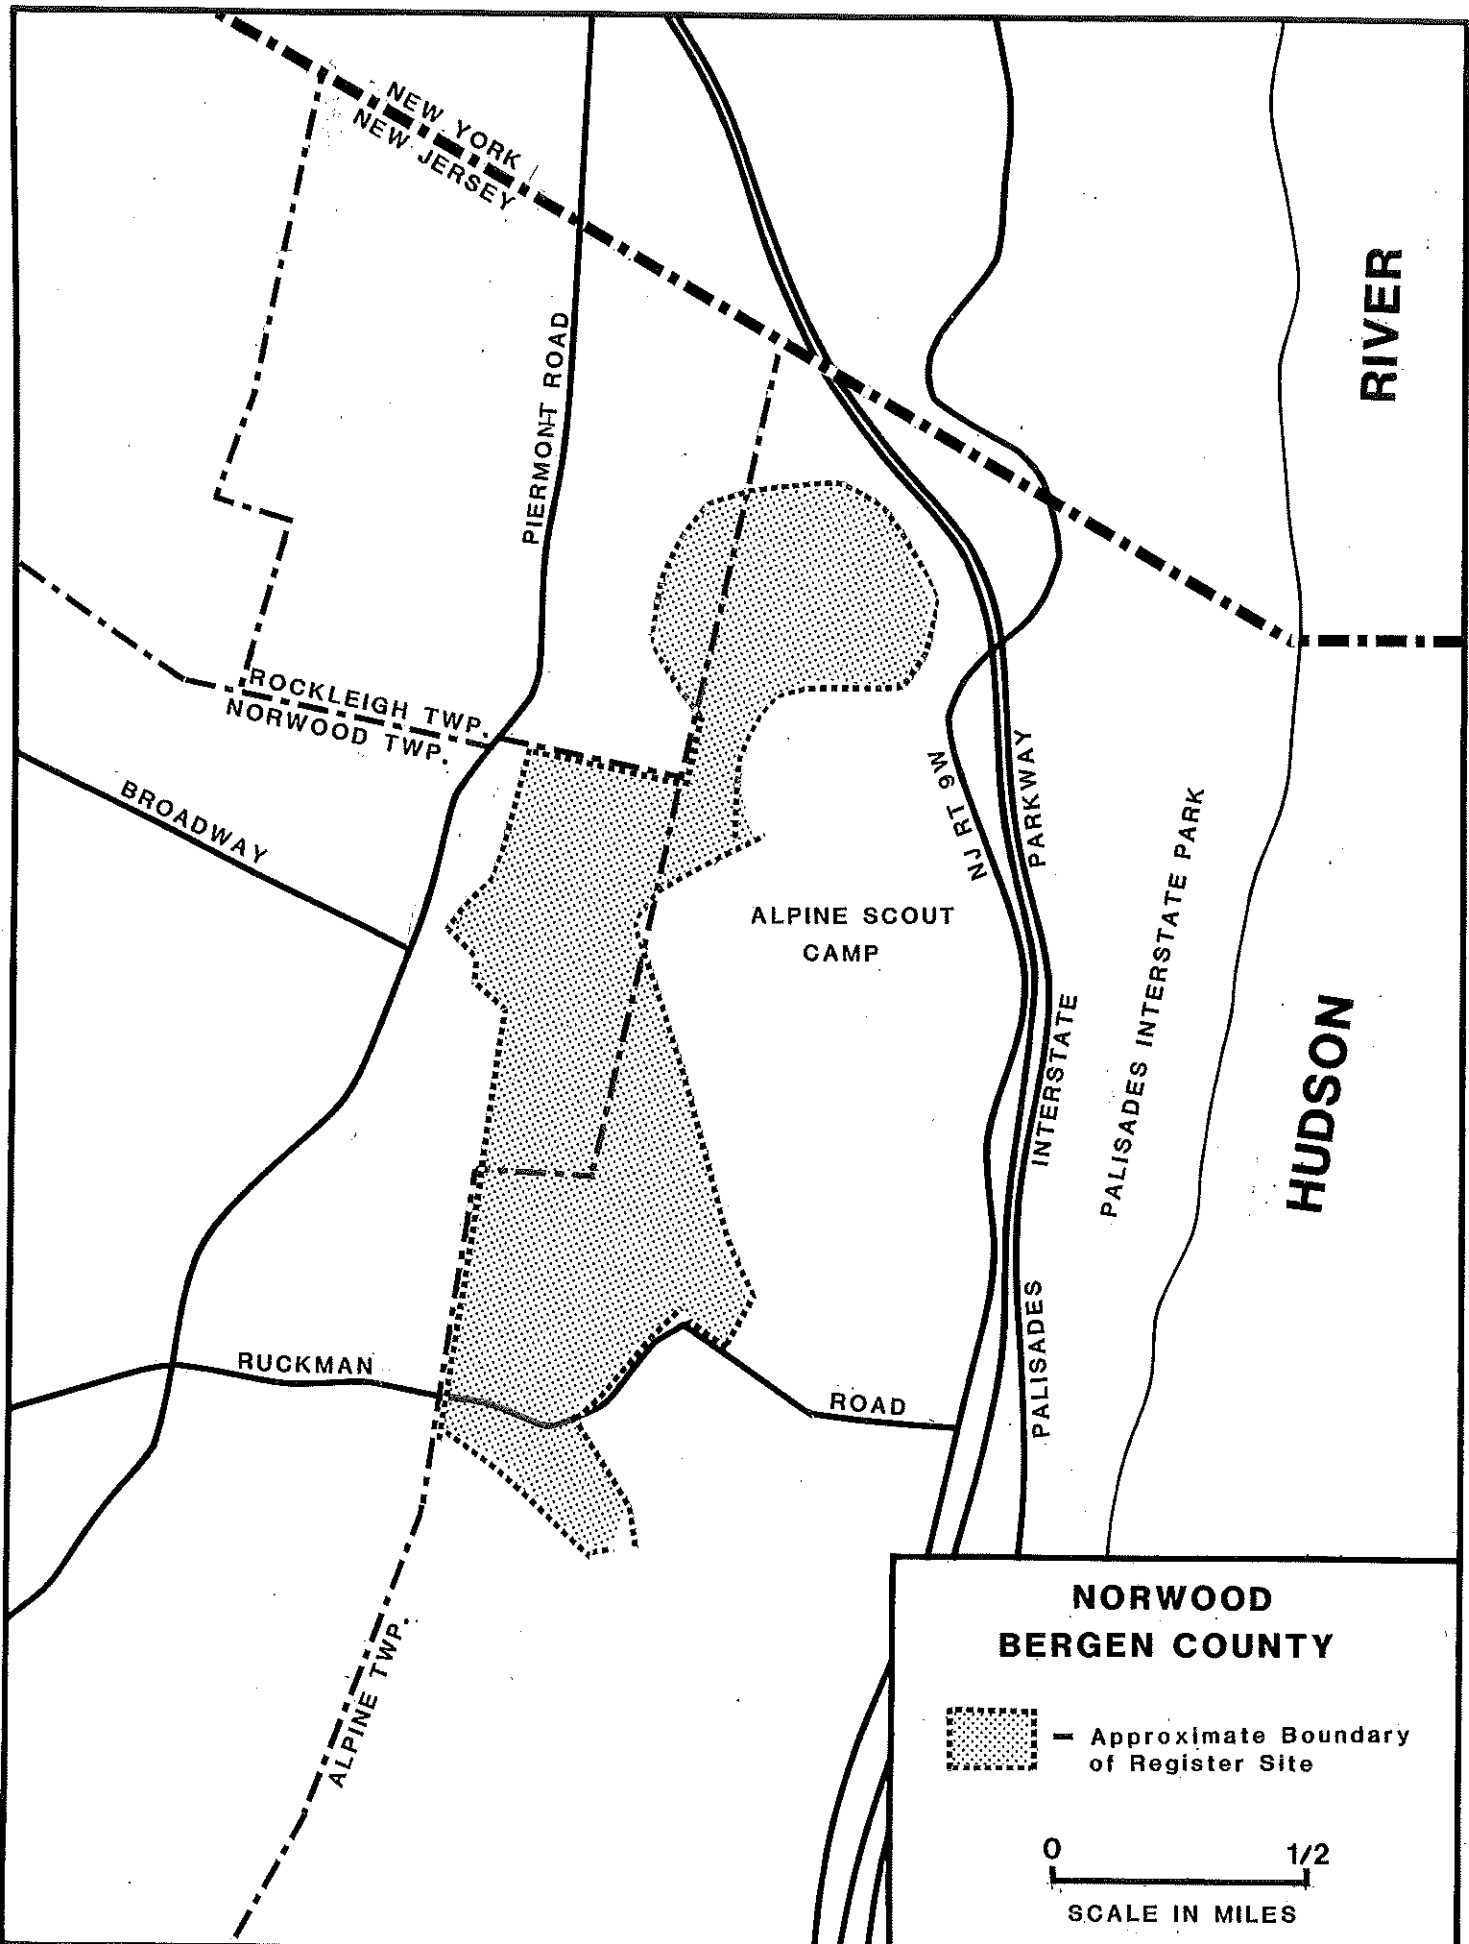 NEW YORK
NEW JERSEY
RIVER
PIERMONT ROAD
ROCKLEIGH TWP.
NORWOOD TWP.
BROADWAY
NJ RT 9W
PARKWAY
PALISADES INTERSTATE PARK
ALPINE SCOUT
CAMP
INTERSTATE
HUDSON
PALISADES
RUCKMAN
ROAD
ALPINE TWP.
NORWOOD
BERGEN COUNTY
– Approximate Boundary
of Register Site
0 1/2
SCALE IN MILES